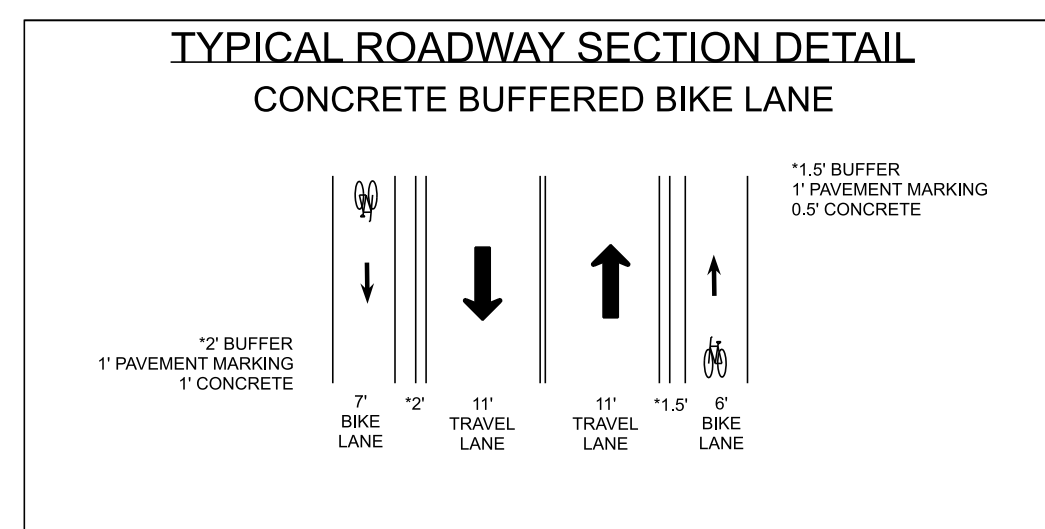 TYPICAL ROADWAY SECTION DETAIL
CONCRETE BUFFERED BIKE LANE
*1.5' BUFFER
1' PAVEMENT MARKING
0.5' CONCRETE
*2' BUFFER
1' PAVEMENT MARKING
1' CONCRETE
7'
BIKE
LANE
*2'
11'
TRAVEL
LANE
11'
TRAVEL
LANE
*1.5'
6'
BIKE
LANE